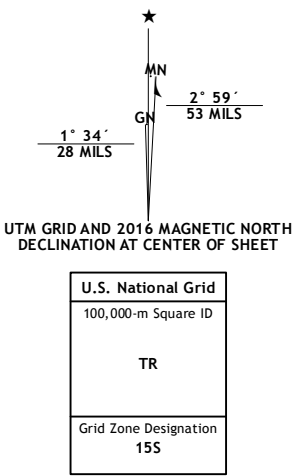 MN
GN
2° 59´
53 MILS
1° 34´
28 MILS
UTM GRID AND 2016 MAGNETIC NORTH
DECLINATION AT CENTER OF SHEET
U.S. National Grid
100,000-m Square ID
TR
Grid Zone Designation
15S